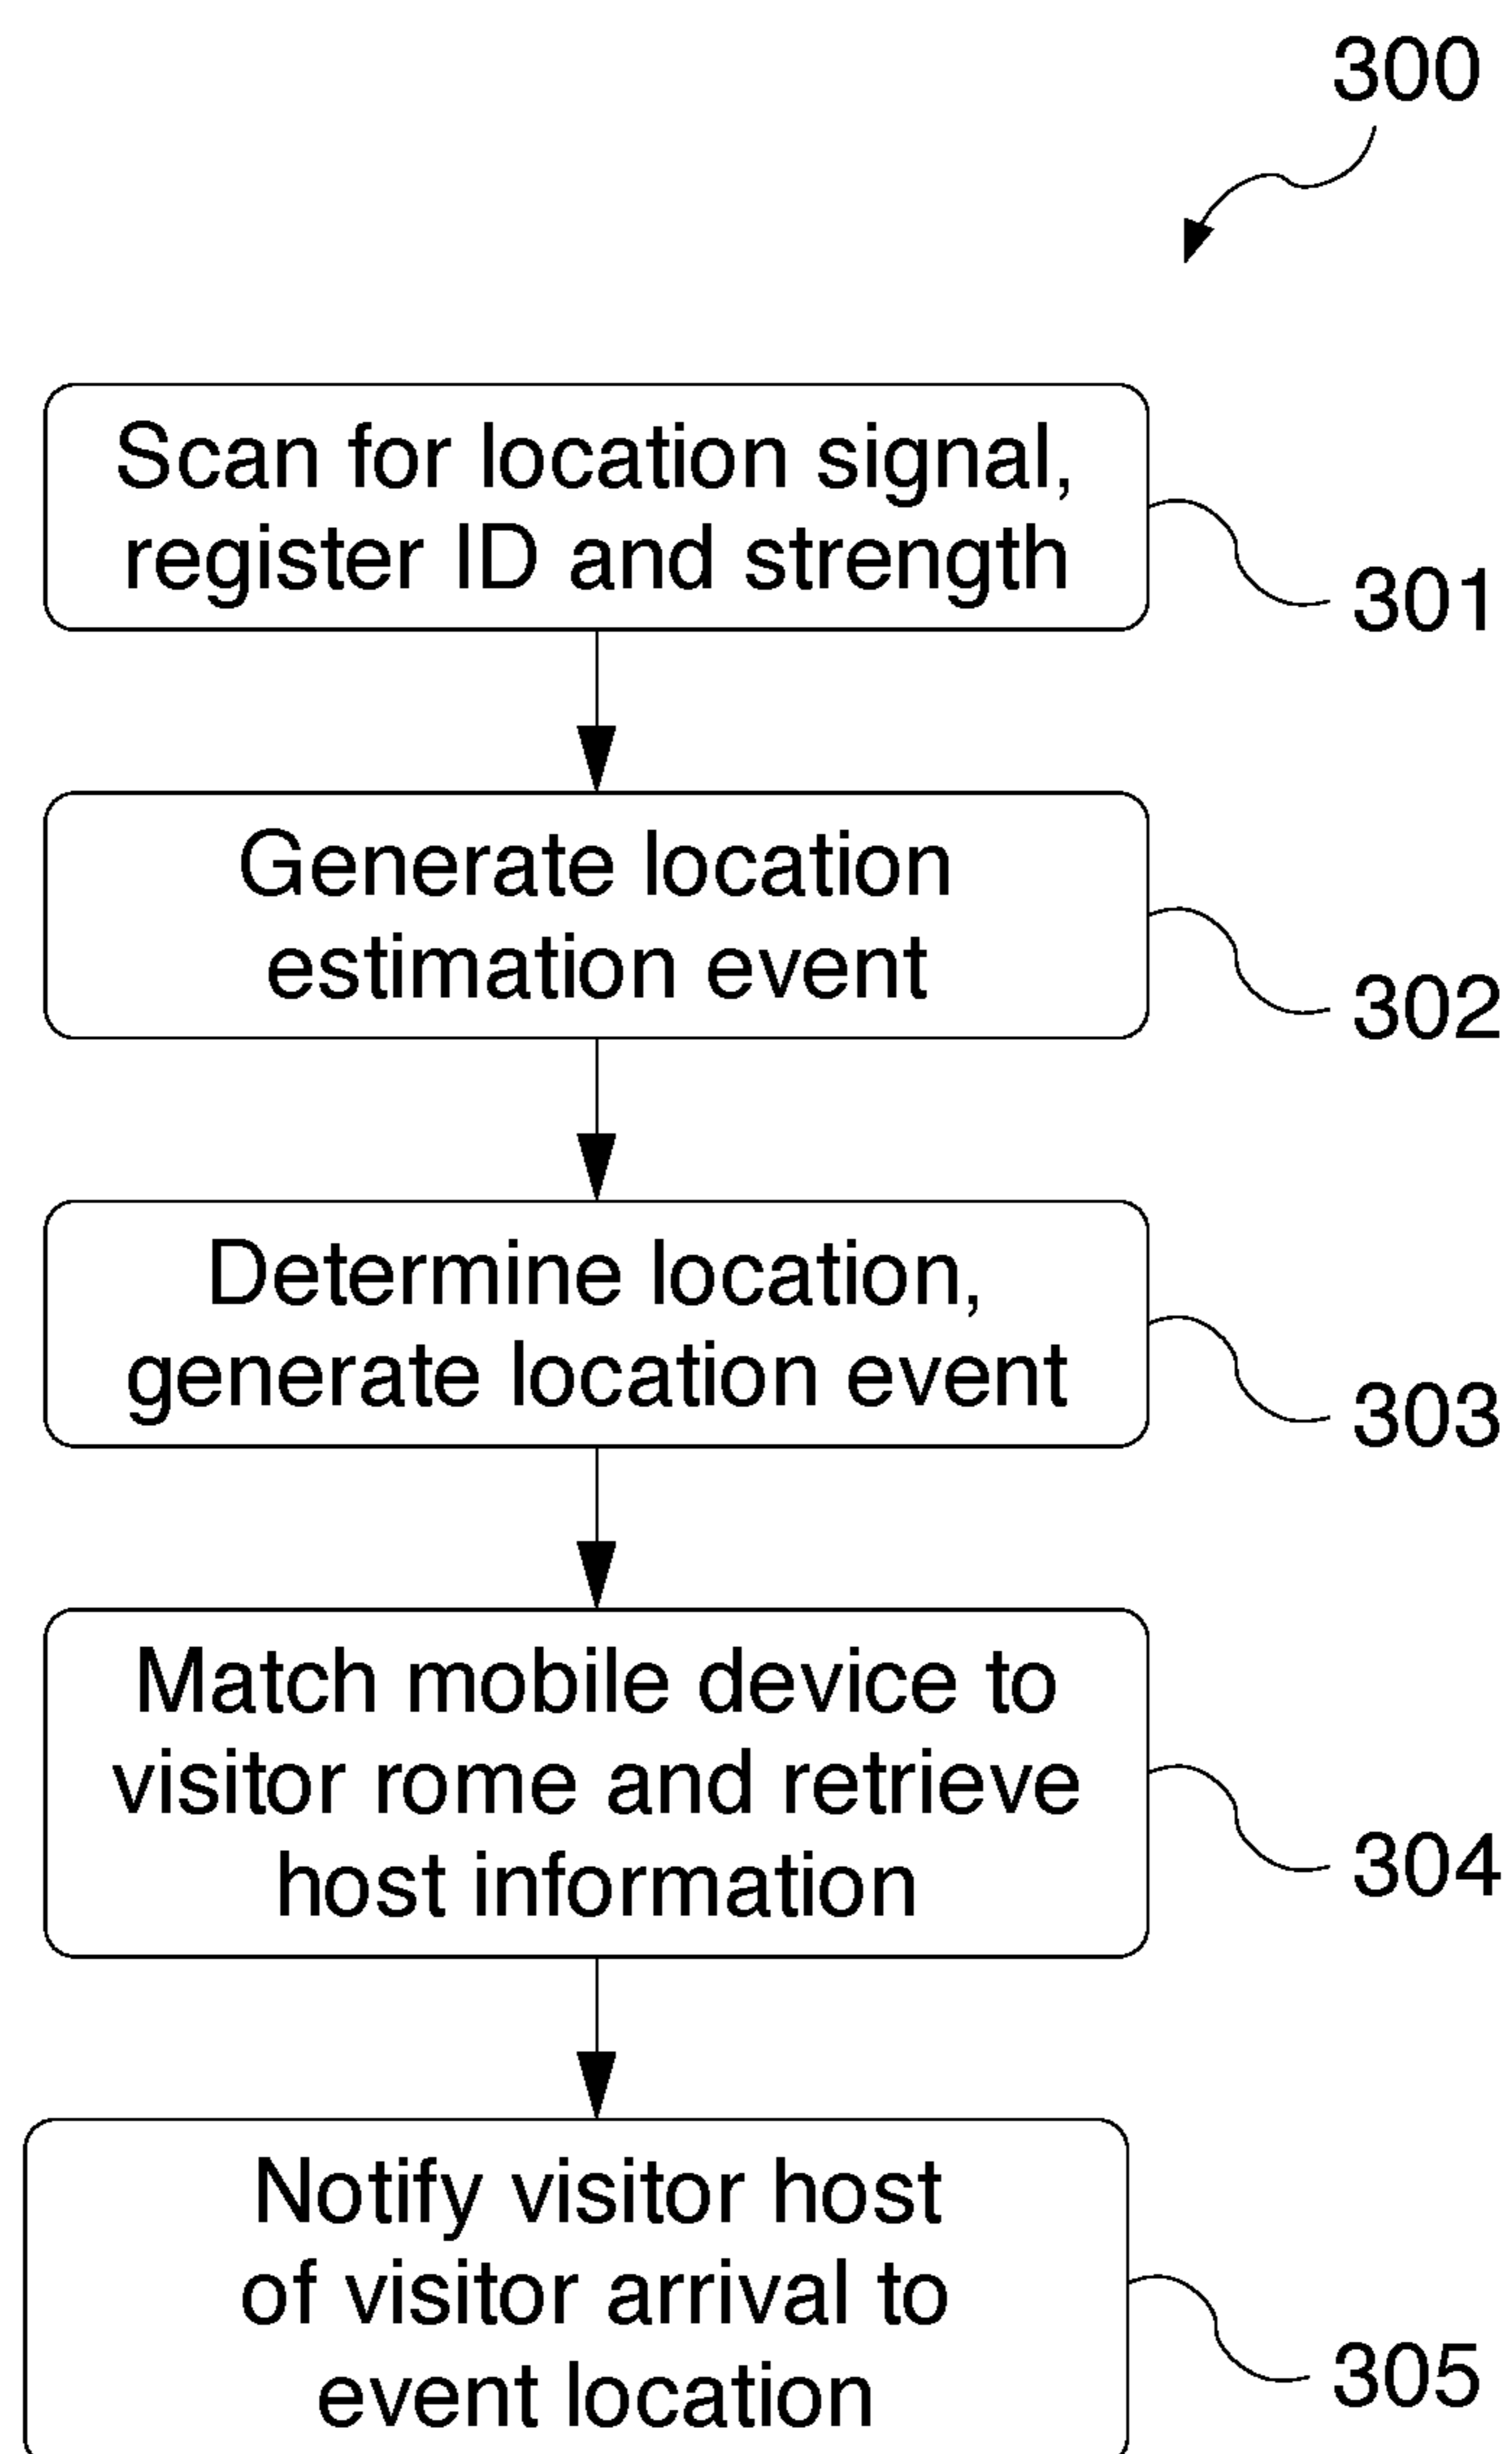 300
Scan for location signal,
register ID and strength
301
Generate location
estimation event
302
Determine location,
generate location event
303
Match mobile device to
visitor rome and retrieve
host information
304
Notify visitor host
of visitor arrival to
event location
305